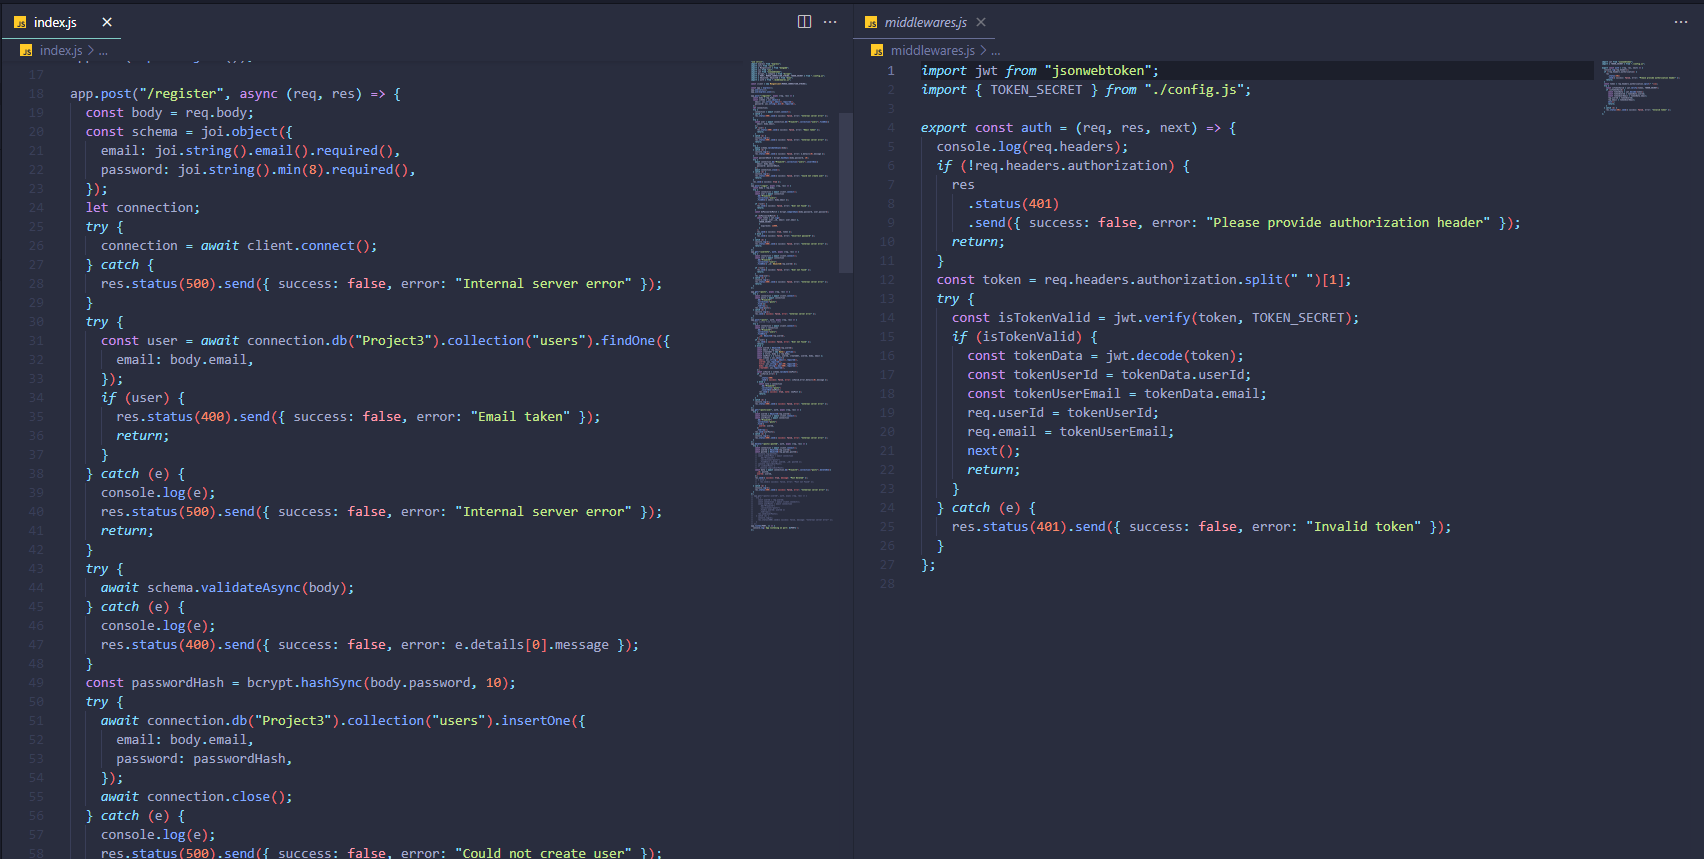 index.js
index.js > ...
17
18 app.post("/register", async (req, res) => {
19 const body = req.body;
20 const schema = joi.object({
21 email: joi.string().email().required(),
22 password: joi.string().min(8).required(),
23 });
24 let connection;
25 try {
26 connection = await client.connect();
27 } catch {
28 res.status(500).send({ success: false, error: "Internal server error" });
29 }
30 try {
31 const user = await connection.db("Project3").collection("users").findOne({
32 email: body.email,
33 });
34 if (user) {
35 res.status(400).send({ success: false, error: "Email taken" });
36 return;
37 }
38 } catch (e) {
39 console.log(e);
40 res.status(500).send({ success: false, error: "Internal server error" });
41 return;
42 }
43 try {
44 await schema.validateAsync(body);
45 } catch (e) {
46 console.log(e);
47 res.status(400).send({ success: false, error: e.details[0].message });
48 }
49 const passwordHash = bcrypt.hashSync(body.password, 10);
50 try {
51 await connection.db("Project3").collection("users").insertOne({
52 email: body.email,
53 password: passwordHash,
54 });
55 await connection.close();
56 } catch (e) {
57 console.log(e);
58 res.status(500).send({ success: false, error: "Could not create user" });
middlewares.js
middlewares.js > ...
1 import jwt from "jsonwebtoken";
2 import { TOKEN_SECRET } from "./config.js";
3
4 export const auth = (req, res, next) => {
5 console.log(req.headers);
6 if (!req.headers.authorization) {
7 res
8 .status(401)
9 .send({ success: false, error: "Please provide authorization header" });
10 return;
11 }
12 const token = req.headers.authorization.split(" ")[1];
13 try {
14 const isTokenValid = jwt.verify(token, TOKEN_SECRET);
15 if (isTokenValid) {
16 const tokenData = jwt.decode(token);
17 const tokenUserId = tokenData.userId;
18 const tokenUserEmail = tokenData.email;
19 req.userId = tokenUserId;
20 req.email = tokenUserEmail;
21 next();
22 return;
23 }
24 } catch (e) {
25 res.status(401).send({ success: false, error: "Invalid token" });
26 }
27 };
28